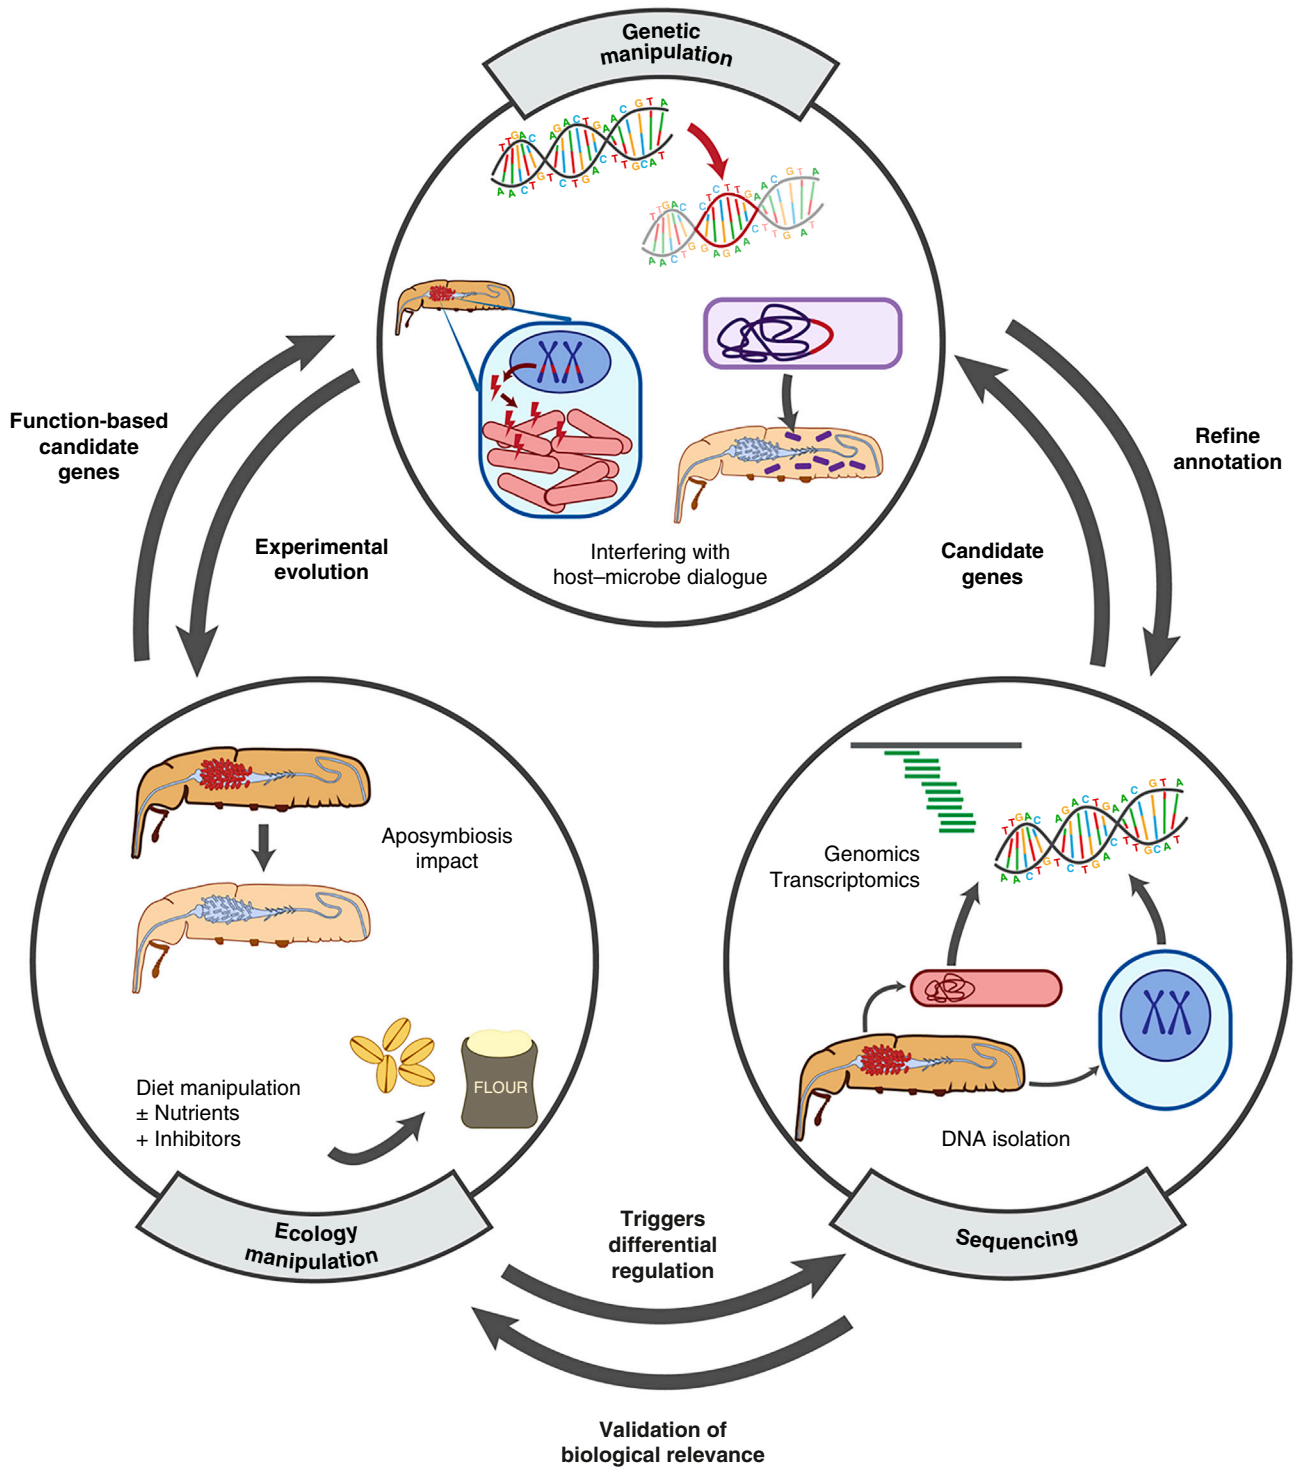 Genetic
manipulation
T T G A C A G A C T G A A C G T A
A A C T G T C T G A C T T G C A T
T T G A C C T C T T G A A C G T A
A A C T G G A G A A C T T G A T
Interfering with
host–microbe dialogue
Function-based
candidate
genes
Experimental
evolution
Refine
annotation
Candidate
genes
Aposymbiosis
impact
Diet manipulation
± Nutrients
+ Inhibitors
FLOUR
Ecology
manipulation
Genomics
Transcriptomics
T T G A C A G A C T G A A C G T A
A A C T G T C T G A C T T G C A T
DNA isolation
Sequencing
Triggers
differential
regulation
Validation of
biological relevance